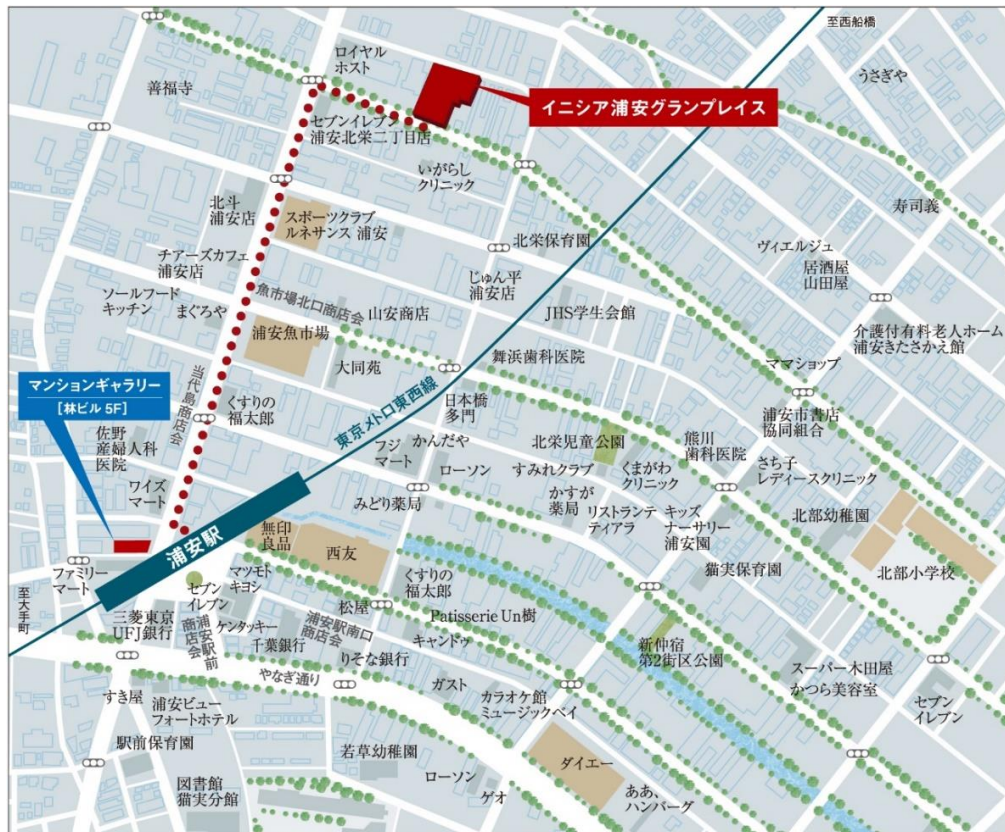 至西船橋
ロイヤル
ホスト
うさぎや
善福寺
イニシア浦安グランプレイス
セブンイレブン
浦安北栄二丁目店
いがらし
クリニック
北斗
浦安店
スポーツクラブ
ルネサンス 浦安
寿司義
北栄保育園
ヴィエルジュ
居酒屋
山田屋
チアーズカフェ
浦安店
じゅん平
浦安店
ソールフード
キッチン
まぐろや
魚市場北口商店会
山安商店
JHS学生会館
浦安魚市場
介護付有料老人ホーム
浦安きたさかえ館
舞浜歯科医院
大同苑
ママショップ
マンションギャラリー
[林ビル 5F]
当代島商店会
くすりの
福太郎
東京メトロ東西線
日本橋
多門
浦安市書店
協同組合
佐野
産婦人科
医院
フジ
マート
かんだや
北栄児童公園
熊川
歯科医院
ローソン
すみれクラブ
くまがわ
クリニック
さち子
レディースクリニック
ワイズ
マート
みどり薬局
かすが
薬局
リストランテ
ティアラ
キッズ
ナーサリー
浦安園
北部幼稚園
浦安駅
無印
良品
西友
猫実保育園
北部小学校
ファミリー
マート
マツモト
キヨシ
くすりの
福太郎
至大手町
セブン
イレブン
松屋
Patisserie Un樹
三菱東京
UFJ銀行
浦安駅前
商店会
ケンタッキー
浦安駅南口
商店会
キャンドゥ
新仲宿
第2街区公園
千葉銀行
りそな銀行
スーパー木田屋
やなぎ通り
ガスト
カラオケ館
ミュージックベイ
かつら美容室
すき屋
浦安ビュー
フォートホテル
セブン
イレブン
駅前保育園
若草幼稚園
ダイエー
図書館
猫実分館
ローソン
ゲオ
ああ、
ハンバーグ